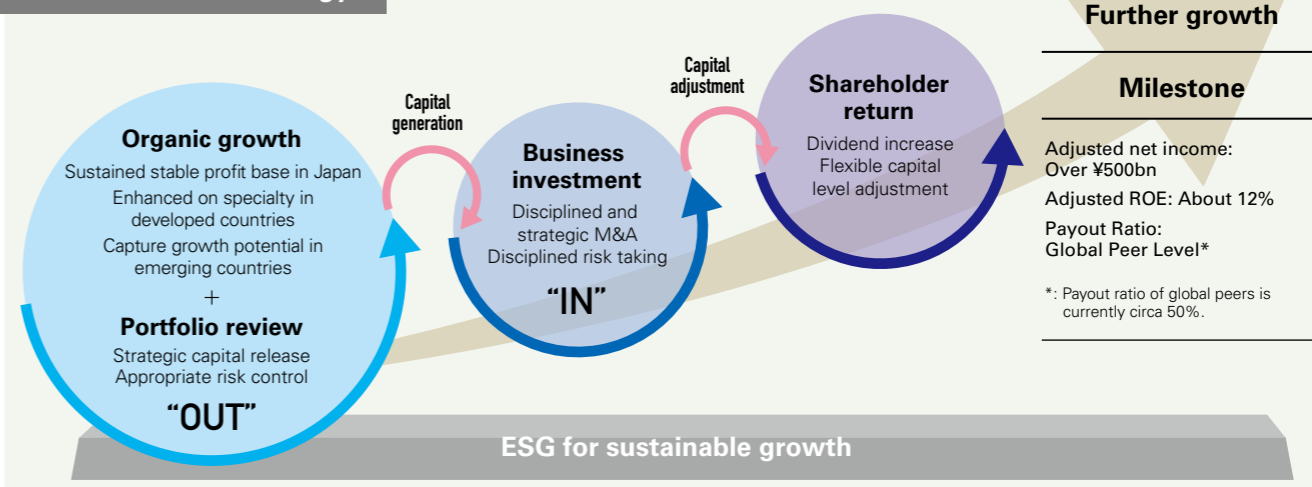 Organic growth
Sustained stable profit base in Japan
Enhanced on specialty in
developed countries
Capture growth potential in
emerging countries
+
Portfolio review
Strategic capital release
Appropriate risk control
“OUT”
Capital
generation
Business
investment
Disciplined and
strategic M&A
Disciplined risk taking
“IN”
Capital
adjustment
Shareholder
return
Dividend increase
Flexible capital
level adjustment
Further growth
Milestone
Adjusted net income:
Over ¥500bn
Adjusted ROE: About 12%
Payout Ratio:
Global Peer Level*
*: Payout ratio of global peers is
currently circa 50%.
ESG for sustainable growth